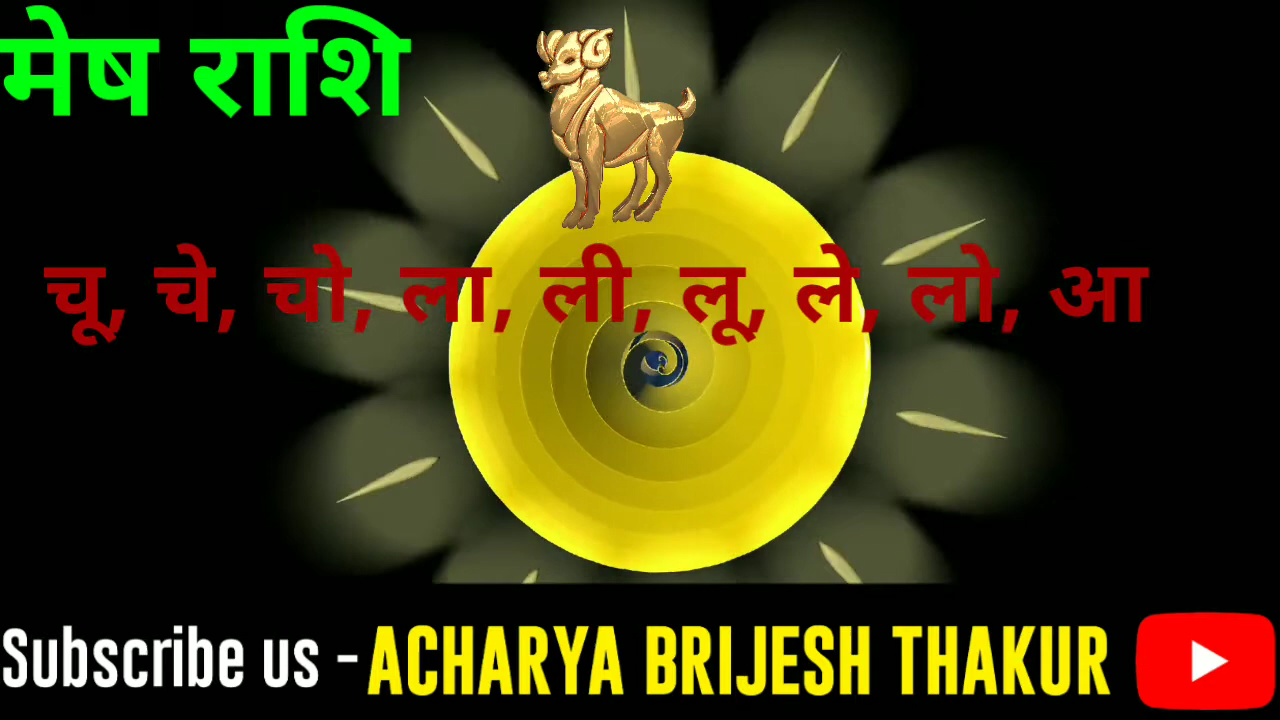 मेष राशि
चू, चे, चो, ला, ली, लू, ले, लो, आ
Subscribe us - ACHARYA BRIJESH THAKUR